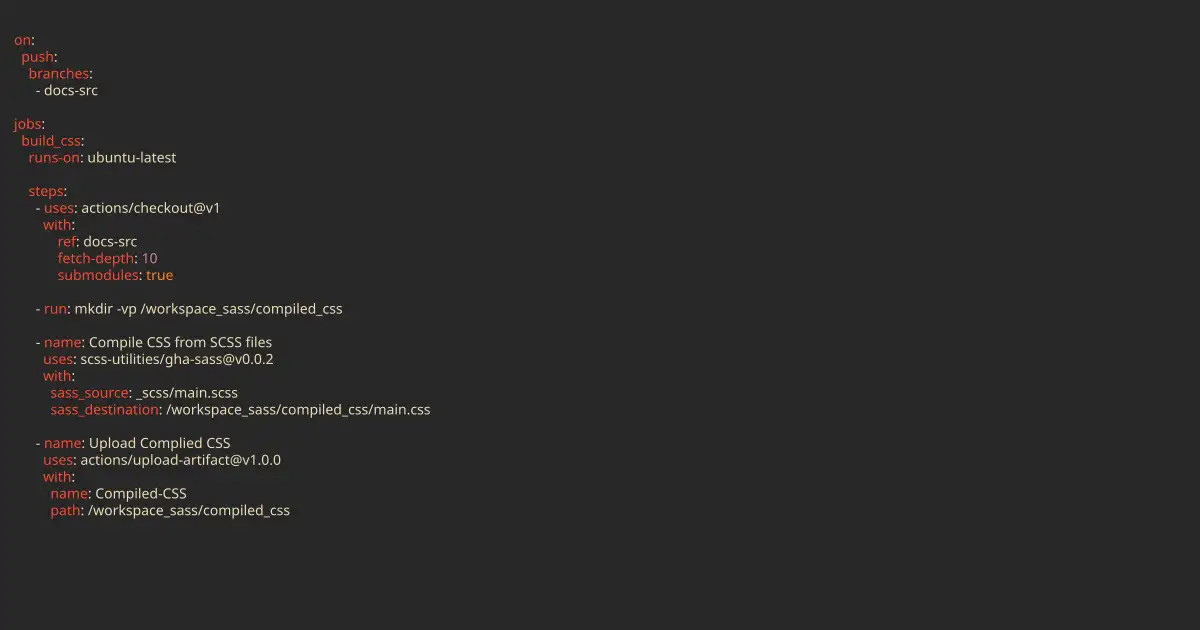 on:
push:
branches:
- docs-src
jobs:
build_css:
runs-on: ubuntu-latest
steps:
- uses: actions/checkout@v1
with:
ref: docs-src
fetch-depth: 10
submodules: true
- run: mkdir -vp /workspace_sass/compiled_css
- name: Compile CSS from SCSS files
uses: scss-utilities/gha-sass@v0.0.2
with:
sass_source: _scss/main.scss
sass_destination: /workspace_sass/compiled_css/main.css
- name: Upload Complied CSS
uses: actions/upload-artifact@v1.0.0
with:
name: Compiled-CSS
path: /workspace_sass/compiled_css